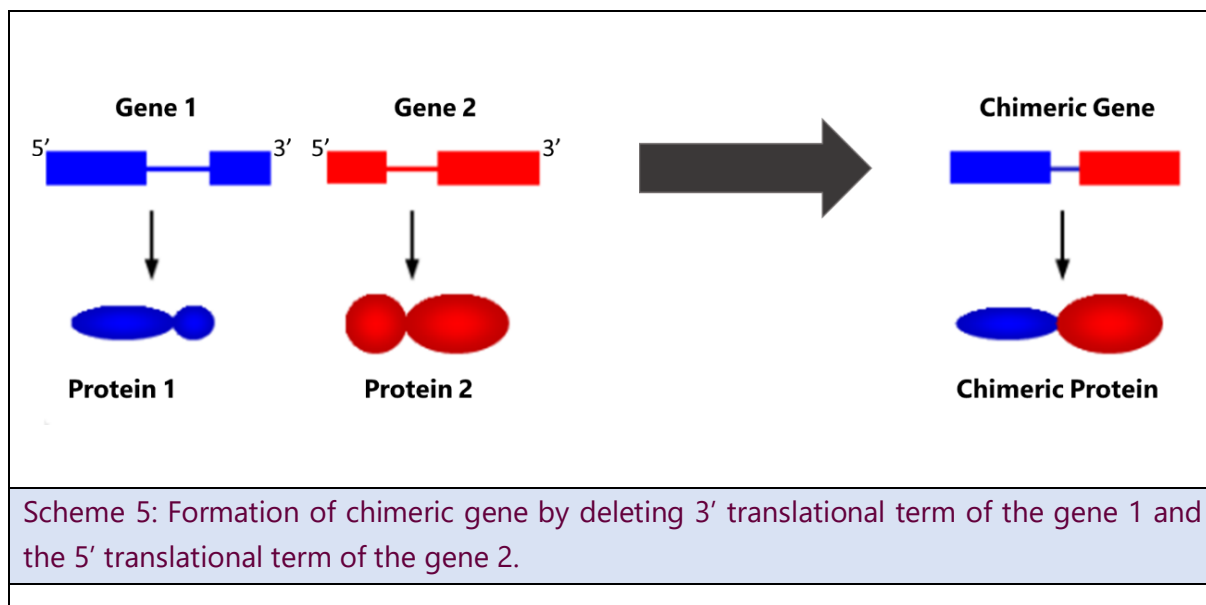 Gene 1 Gene 2 Chimeric Gene
5’ 3’ 5’ 3’
Protein 1 Protein 2 Chimeric Protein
Scheme 5: Formation of chimeric gene by deleting 3’ translational term of the gene 1 and
the 5’ translational term of the gene 2.